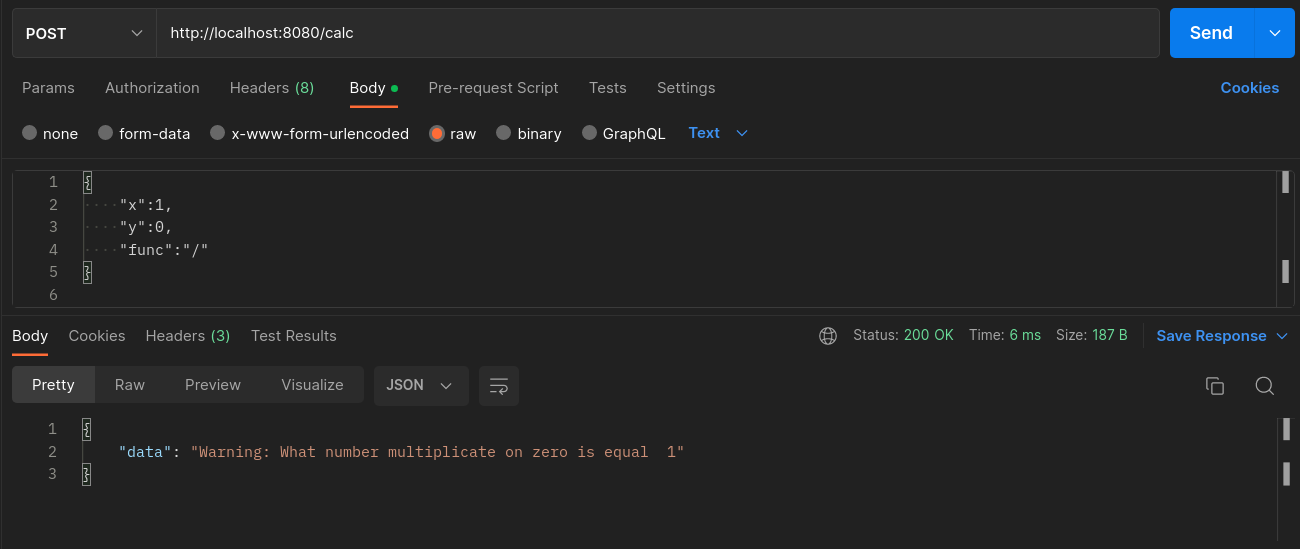 POST http://localhost:8080/calc Send
Params Authorization Headers (8) Body Pre-request Script Tests Settings Cookies
none form-data x-www-form-urlencoded raw binary GraphQL Text
1 {
2 ····"x":1,
3 ····"y":0,
4 ····"func":"/"
5 }
6
Body Cookies Headers (3) Test Results Status: 200 OK Time: 6 ms Size: 187 B Save Response
Pretty Raw Preview Visualize JSON
1 {
2 "data": "Warning: What number multiplicate on zero is equal  1"
3 }